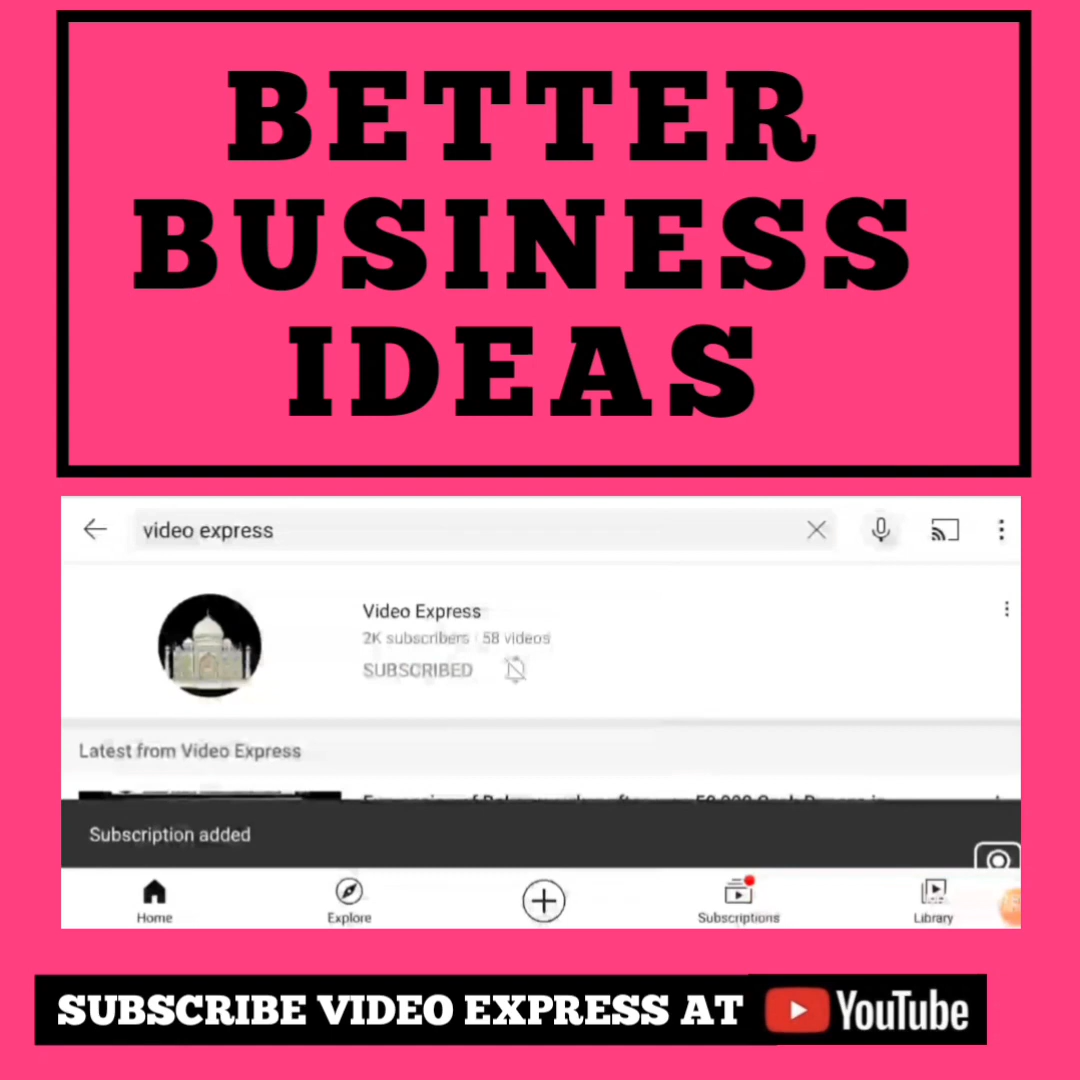 BETTER
BUSINESS
IDEAS
video express
Video Express
2K subscribers 58 videos
SUBSCRIBED
Latest from Video Express
Subscription added
Home
Explore
Subscriptions
Library
SUBSCRIBE VIDEO EXPRESS AT YouTube